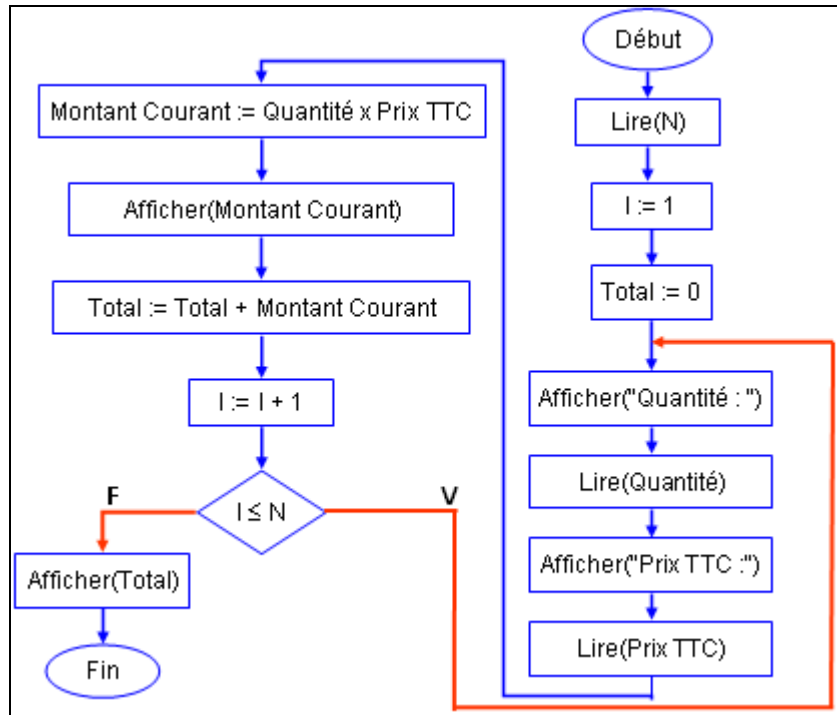 Début
Lire(N)
I := 1
Total := 0
Afficher("Quantité : ")
Lire(Quantité)
Afficher("Prix TTC :")
Lire(Prix TTC)
Montant Courant := Quantité x Prix TTC
Afficher(Montant Courant)
Total := Total + Montant Courant
I := I + 1
I ≤ N
F
V
Afficher(Total)
Fin